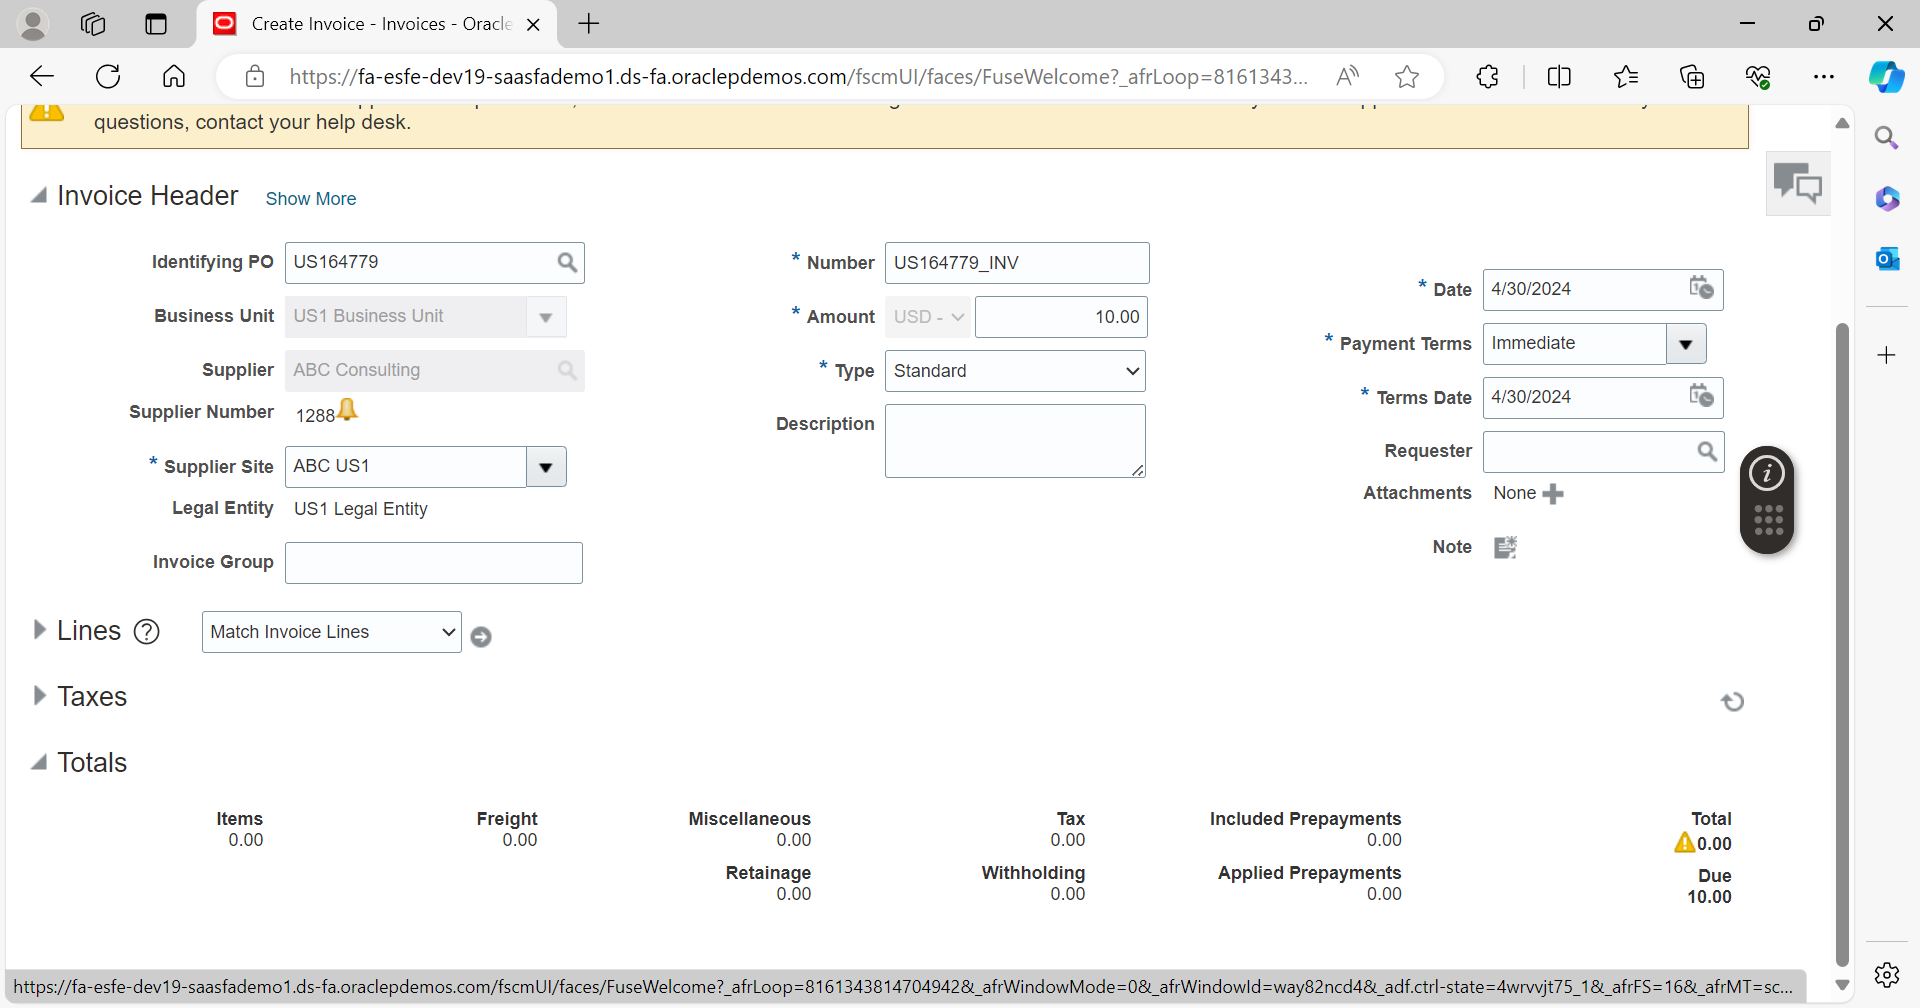 Create Invoice - Invoices - Oracle
https://fa-esfe-dev19-saasfademo1.ds-fa.oraclepdemos.com/fscmUI/faces/FuseWelcome?_afrLoop=8161343...
questions, contact your help desk.
Invoice Header Show More
Identifying PO US164779
Business Unit US1 Business Unit
Supplier ABC Consulting
Supplier Number 1288
* Supplier Site ABC US1
Legal Entity US1 Legal Entity
Invoice Group
* Number US164779_INV
* Amount USD - 10.00
* Type Standard
Description
* Date 4/30/2024
* Payment Terms Immediate
* Terms Date 4/30/2024
Requester
Attachments None
Note
Lines ? Match Invoice Lines
Taxes
Totals
Items Freight Miscellaneous Tax Included Prepayments Total
0.00 0.00 0.00 0.00 0.00 0.00
Retainage Withholding Applied Prepayments Due
0.00 0.00 0.00 10.00
https://fa-esfe-dev19-saasfademo1.ds-fa.oraclepdemos.com/fscmUI/faces/FuseWelcome?_afrLoop=81613438147049428&_afrWindowMode=0&_afrWindowId=way82ncd4&_adf.ctrl-state=4wrvvjt75_1&_afrFS=16&_afrMT=sc...